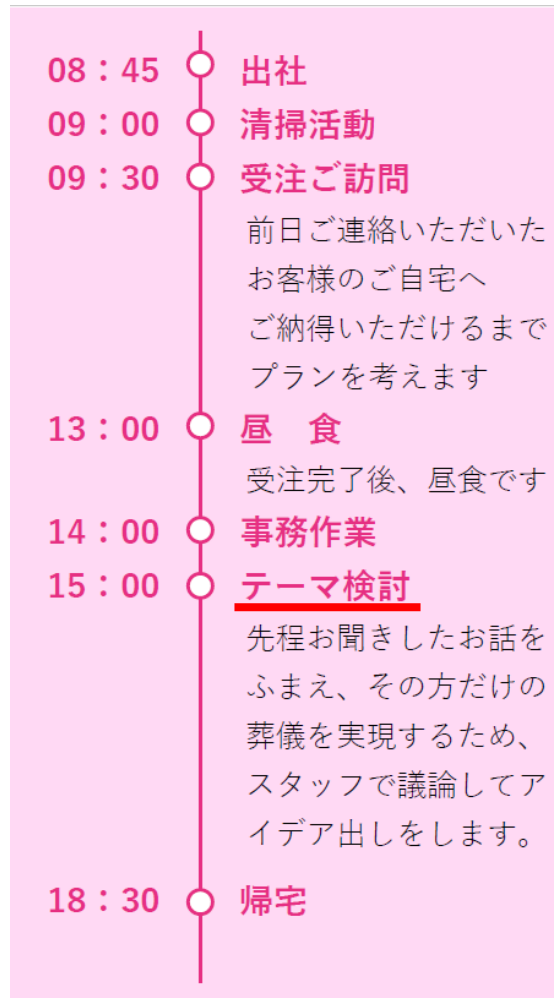 08：45 出社
09：00 清掃活動
09：30 受注ご訪問
前日ご連絡いただいた
お客様のご自宅へ
ご納得いただけるまで
プランを考えます
13：00 昼　食
受注完了後、昼食です
14：00 事務作業
15：00 テーマ検討
先程お聞きしたお話を
ふまえ、その方だけの
葬儀を実現するため、
スタッフで議論してア
イデア出しをします。
18：30 帰宅